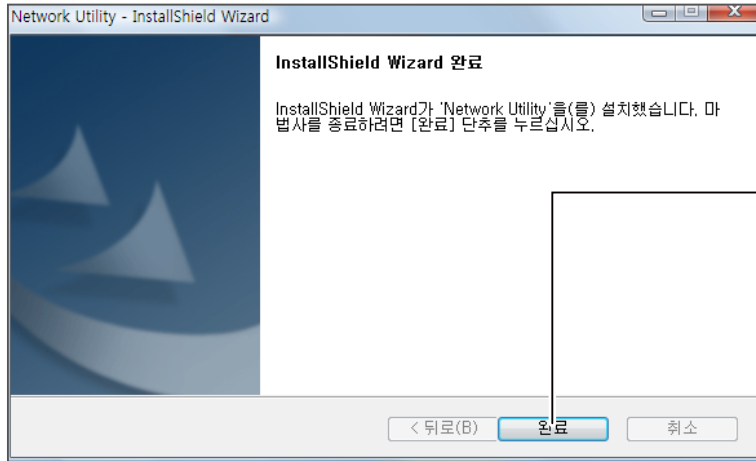 Network Utility - InstallShield Wizard
InstallShield Wizard 완료
InstallShield Wizard가 'Network Utility'을(를) 설치했습니다. 마
법사를 종료하려면 [완료] 단추를 누르십시오.
< 뒤로(B)
완료
취소